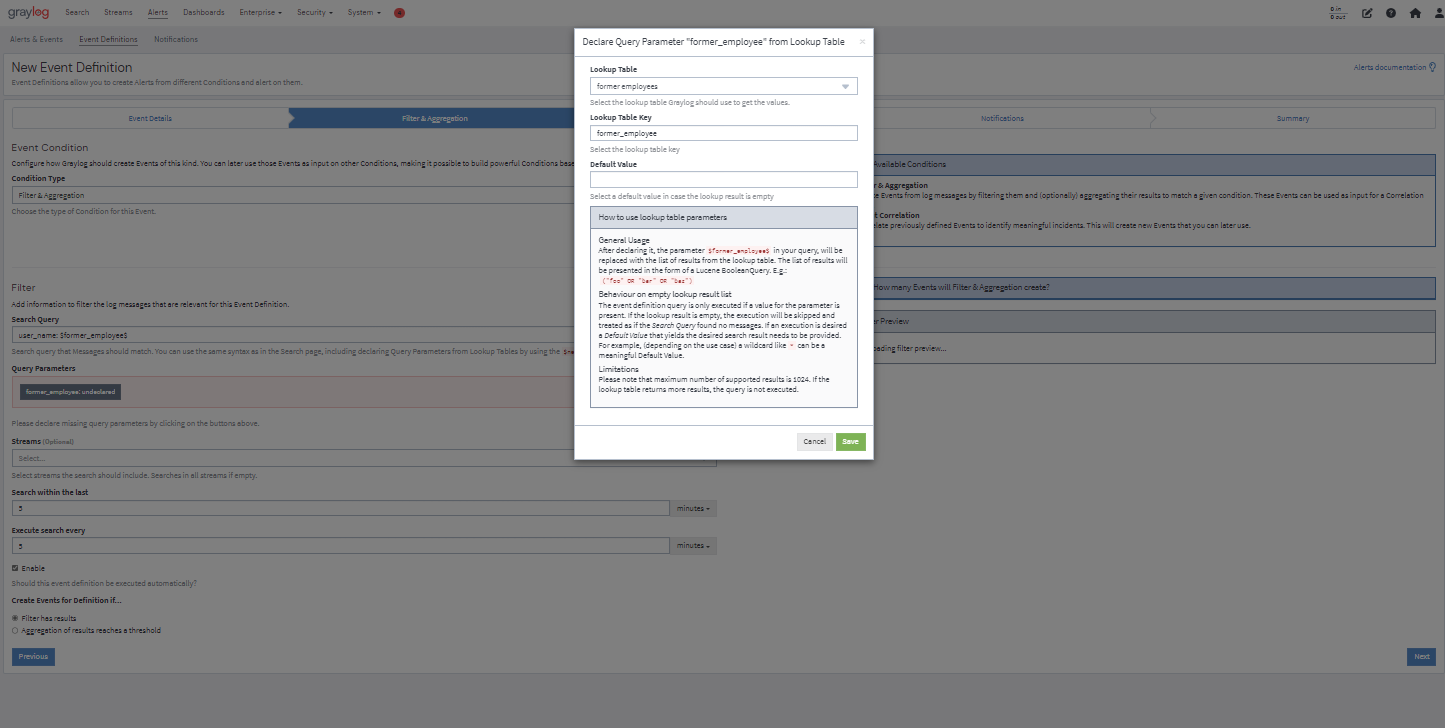 graylog Search Streams Alerts Dashboards Enterprise Security System 4 0 in 0 out
Alerts & Events Event Definitions Notifications
New Event Definition
Event Definitions allow you to create Alerts from different Conditions and alert on them.
Alerts documentation
Event Details Filter & Aggregation Notifications Summary
Event Condition
Configure how Graylog should create Events of this kind. You can later use those Events as input on other Conditions, making it possible to build powerful Conditions base
Condition Type
Filter & Aggregation
Choose the type of Condition for this Event.
Available Conditions
r & Aggregation
e Events from log messages by filtering them and (optionally) aggregating their results to match a given condition. These Events can be used as input for a Correlation
t Correlation
elate previously defined Events to identify meaningful incidents. This will create new Events that you can later use.
Filter
Add information to filter the log messages that are relevant for this Event Definition.
Search Query
user_name: $former_employee$
Search query that Messages should match. You can use the same syntax as in the Search page, including declaring Query Parameters from Lookup Tables by using the $ne
Query Parameters
former_employee: undeclared
Please declare missing query parameters by clicking on the buttons above.
Streams (Optional)
Select...
Select streams the search should include. Searches in all streams if empty.
Search within the last
5 minutes
Execute search every
5 minutes
Enable
Should this event definition be executed automatically?
Create Events for Definition if...
Filter has results
Aggregation of results reaches a threshold
Previous
Next
How many Events will Filter & Aggregation create?
r Preview
oading filter preview...
Declare Query Parameter "former_employee" from Lookup Table ×
Lookup Table
former employees
Select the lookup table Graylog should use to get the values.
Lookup Table Key
former_employee
Select the lookup table key
Default Value
Select a default value in case the lookup result is empty
How to use lookup table parameters
General Usage
After declaring it, the parameter $former_employee$ in your query, will be
replaced with the list of results from the lookup table. The list of results will
be presented in the form of a Lucene BooleanQuery. E.g.:
("foo" OR "bar" OR "baz")
Behaviour on empty lookup result list
The event definition query is only executed if a value for the parameter is
present. If the lookup result is empty, the execution will be skipped and
treated as if the Search Query found no messages. If an execution is desired
a Default Value that yields the desired search result needs to be provided.
For example, (depending on the use case) a wildcard like * can be a
meaningful Default Value.
Limitations
Please note that maximum number of supported results is 1024. If the
lookup table returns more results, the query is not executed.
Cancel Save